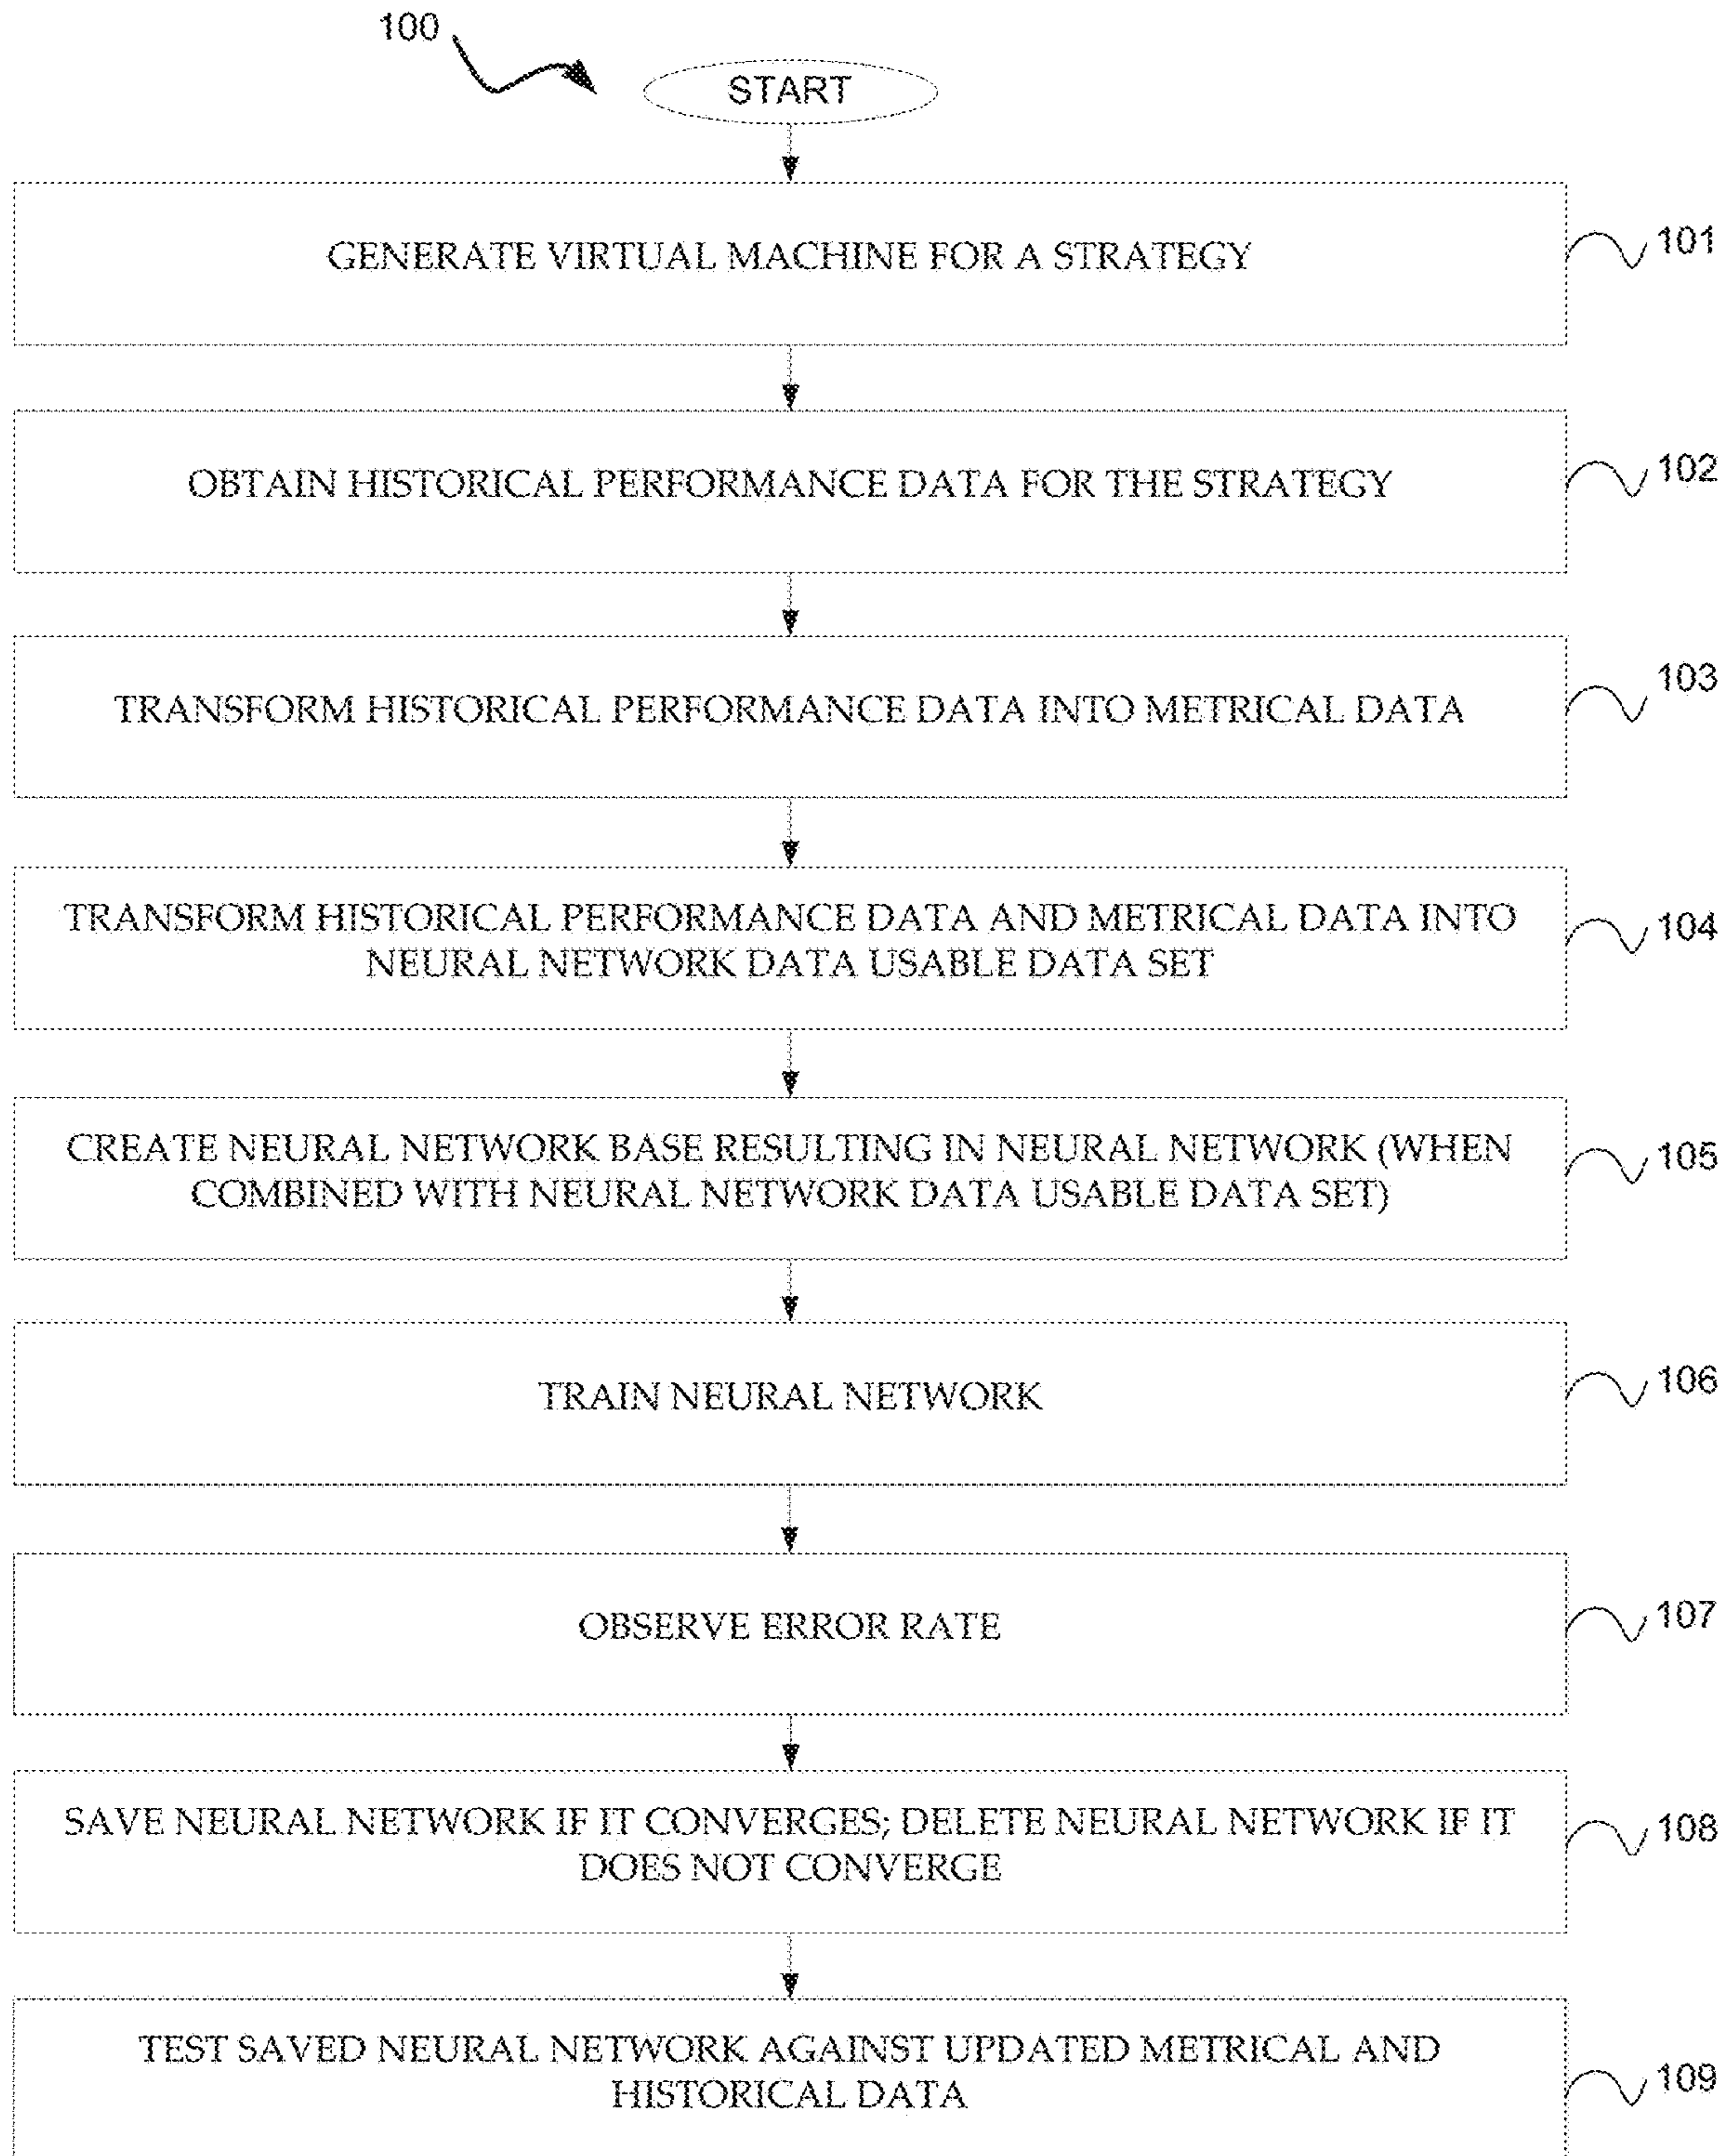 100
START
GENERATE VIRTUAL MACHINE FOR A STRATEGY
101
OBTAIN HISTORICAL PERFORMANCE DATA FOR THE STRATEGY
102
TRANSFORM HISTORICAL PERFORMANCE DATA INTO METRICAL DATA
103
TRANSFORM HISTORICAL PERFORMANCE DATA AND METRICAL DATA INTO
NEURAL NETWORK DATA USABLE DATA SET
104
CREATE NEURAL NETWORK BASE RESULTING IN NEURAL NETWORK (WHEN
COMBINED WITH NEURAL NETWORK DATA USABLE DATA SET)
105
TRAIN NEURAL NETWORK
106
OBSERVE ERROR RATE
107
SAVE NEURAL NETWORK IF IT CONVERGES; DELETE NEURAL NETWORK IF IT
DOES NOT CONVERGE
108
TEST SAVED NEURAL NETWORK AGAINST UPDATED METRICAL AND
HISTORICAL DATA
109